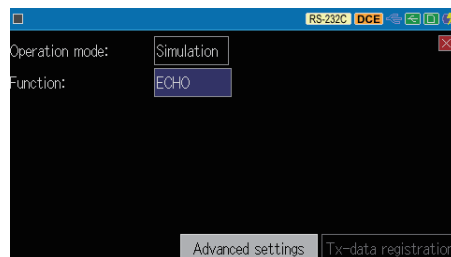 RS-232C DCE
Operation mode: Simulation
Function: ECHO
Advanced settings Tx-data registration